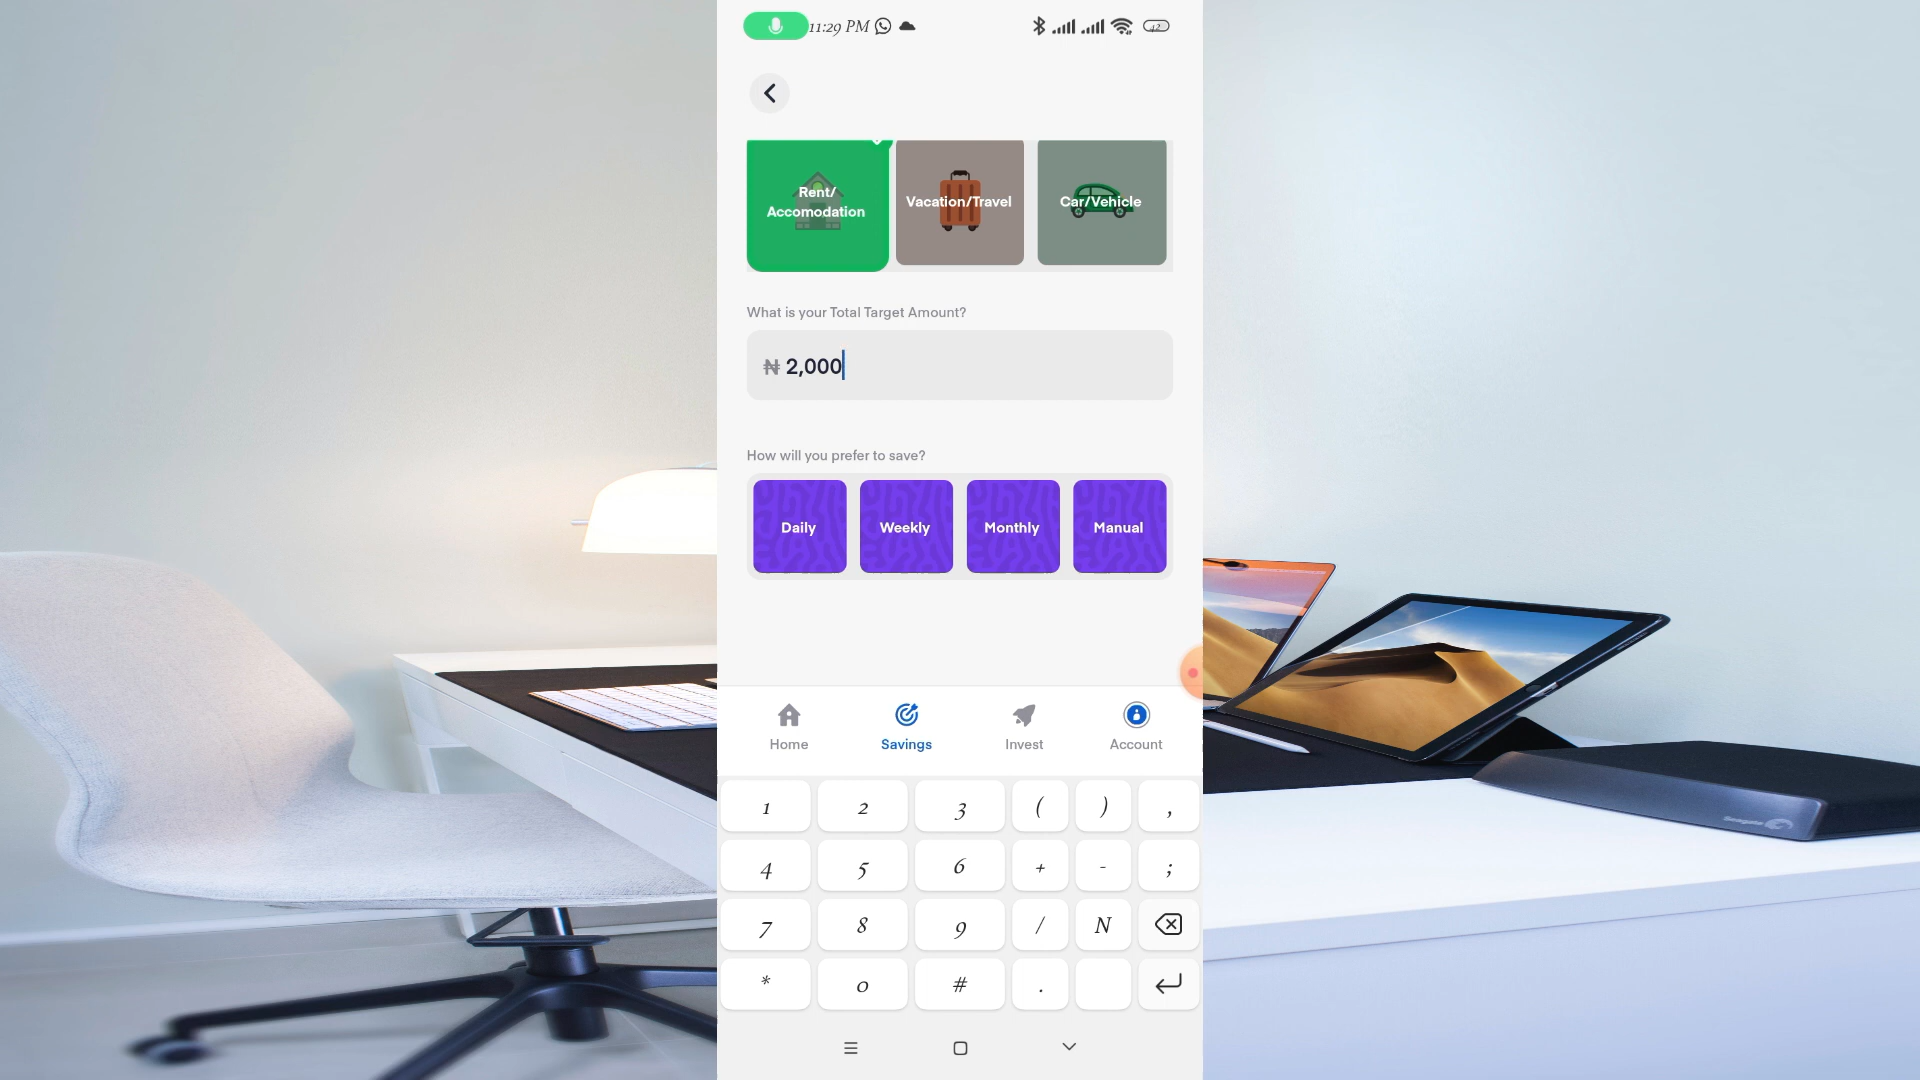 11:29 PM
42
Rent/
Accomodation
Vacation/Travel
Car/Vehicle
What is your Total Target Amount?
₦ 2,000
How will you prefer to save?
Daily
Weekly
Monthly
Manual
Home
Savings
Invest
Account
1 2 3 ( ) ,
4 5 6 + - ;
7 8 9 / N
* 0 # .
Seagate